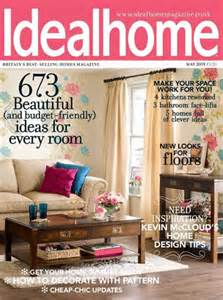 www.idealhomemagazine.co.uk
Idealhome
BRITAIN'S BEST-SELLING HOMES MAGAZINE
MAY 2009
673
Beautiful
(and budget-friendly)
ideas for
every room
MAKE YOUR SPACE
WORK FOR YOU!
4 kitchens reworked
3 bathroom face-lifts
5 homes full
of clever ideas
NEW LOOKS
FOR
floors
NEED
INSPIRATION?
KEVIN McCLOUD'S
HOME
DESIGN TIPS
GET YOUR HOME
HOW TO DECORATE WITH PATTERN
CHEAP-CHIC UPDATES